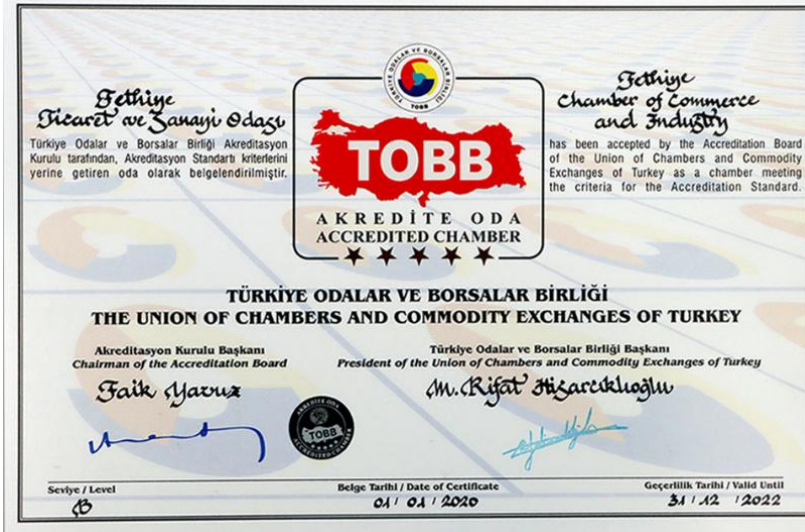 TÜRKİYE ODALAR VE BORSALAR BİRLİĞİ
TOBB
Fethiye
Ticaret ve Sanayi Odası
Türkiye Odalar ve Borsalar Birliği Akreditasyon
Kurulu tarafından, Akreditasyon Standartı kriterlerini
yerine getiren oda olarak belgelendirilmiştir.
TOBB
AKREDİTE ODA
ACCREDITED CHAMBER
Fethiye
Chamber of Commerce
and Industry
has been accepted by the Accreditation Board
of the Union of Chambers and Commodity
Exchanges of Turkey as a chamber meeting
the criteria for the Accreditation Standard.
TÜRKİYE ODALAR VE BORSALAR BİRLİĞİ
THE UNION OF CHAMBERS AND COMMODITY EXCHANGES OF TURKEY
Akreditasyon Kurulu Başkanı
Chairman of the Accreditation Board
Faik Yavuz
Türkiye Odalar ve Borsalar Birliği Başkanı
President of the Union of Chambers and Commodity Exchanges of Turkey
M. Rifat Hisarcıklıoğlu
AKREDİTE ODA
TOBB
ACCREDITED CHAMBER
Seviye / Level
B
Belge Tarihi / Date of Certificate
01 / 01 / 2020
Geçerlilik Tarihi / Valid Until
31 / 12 / 2022